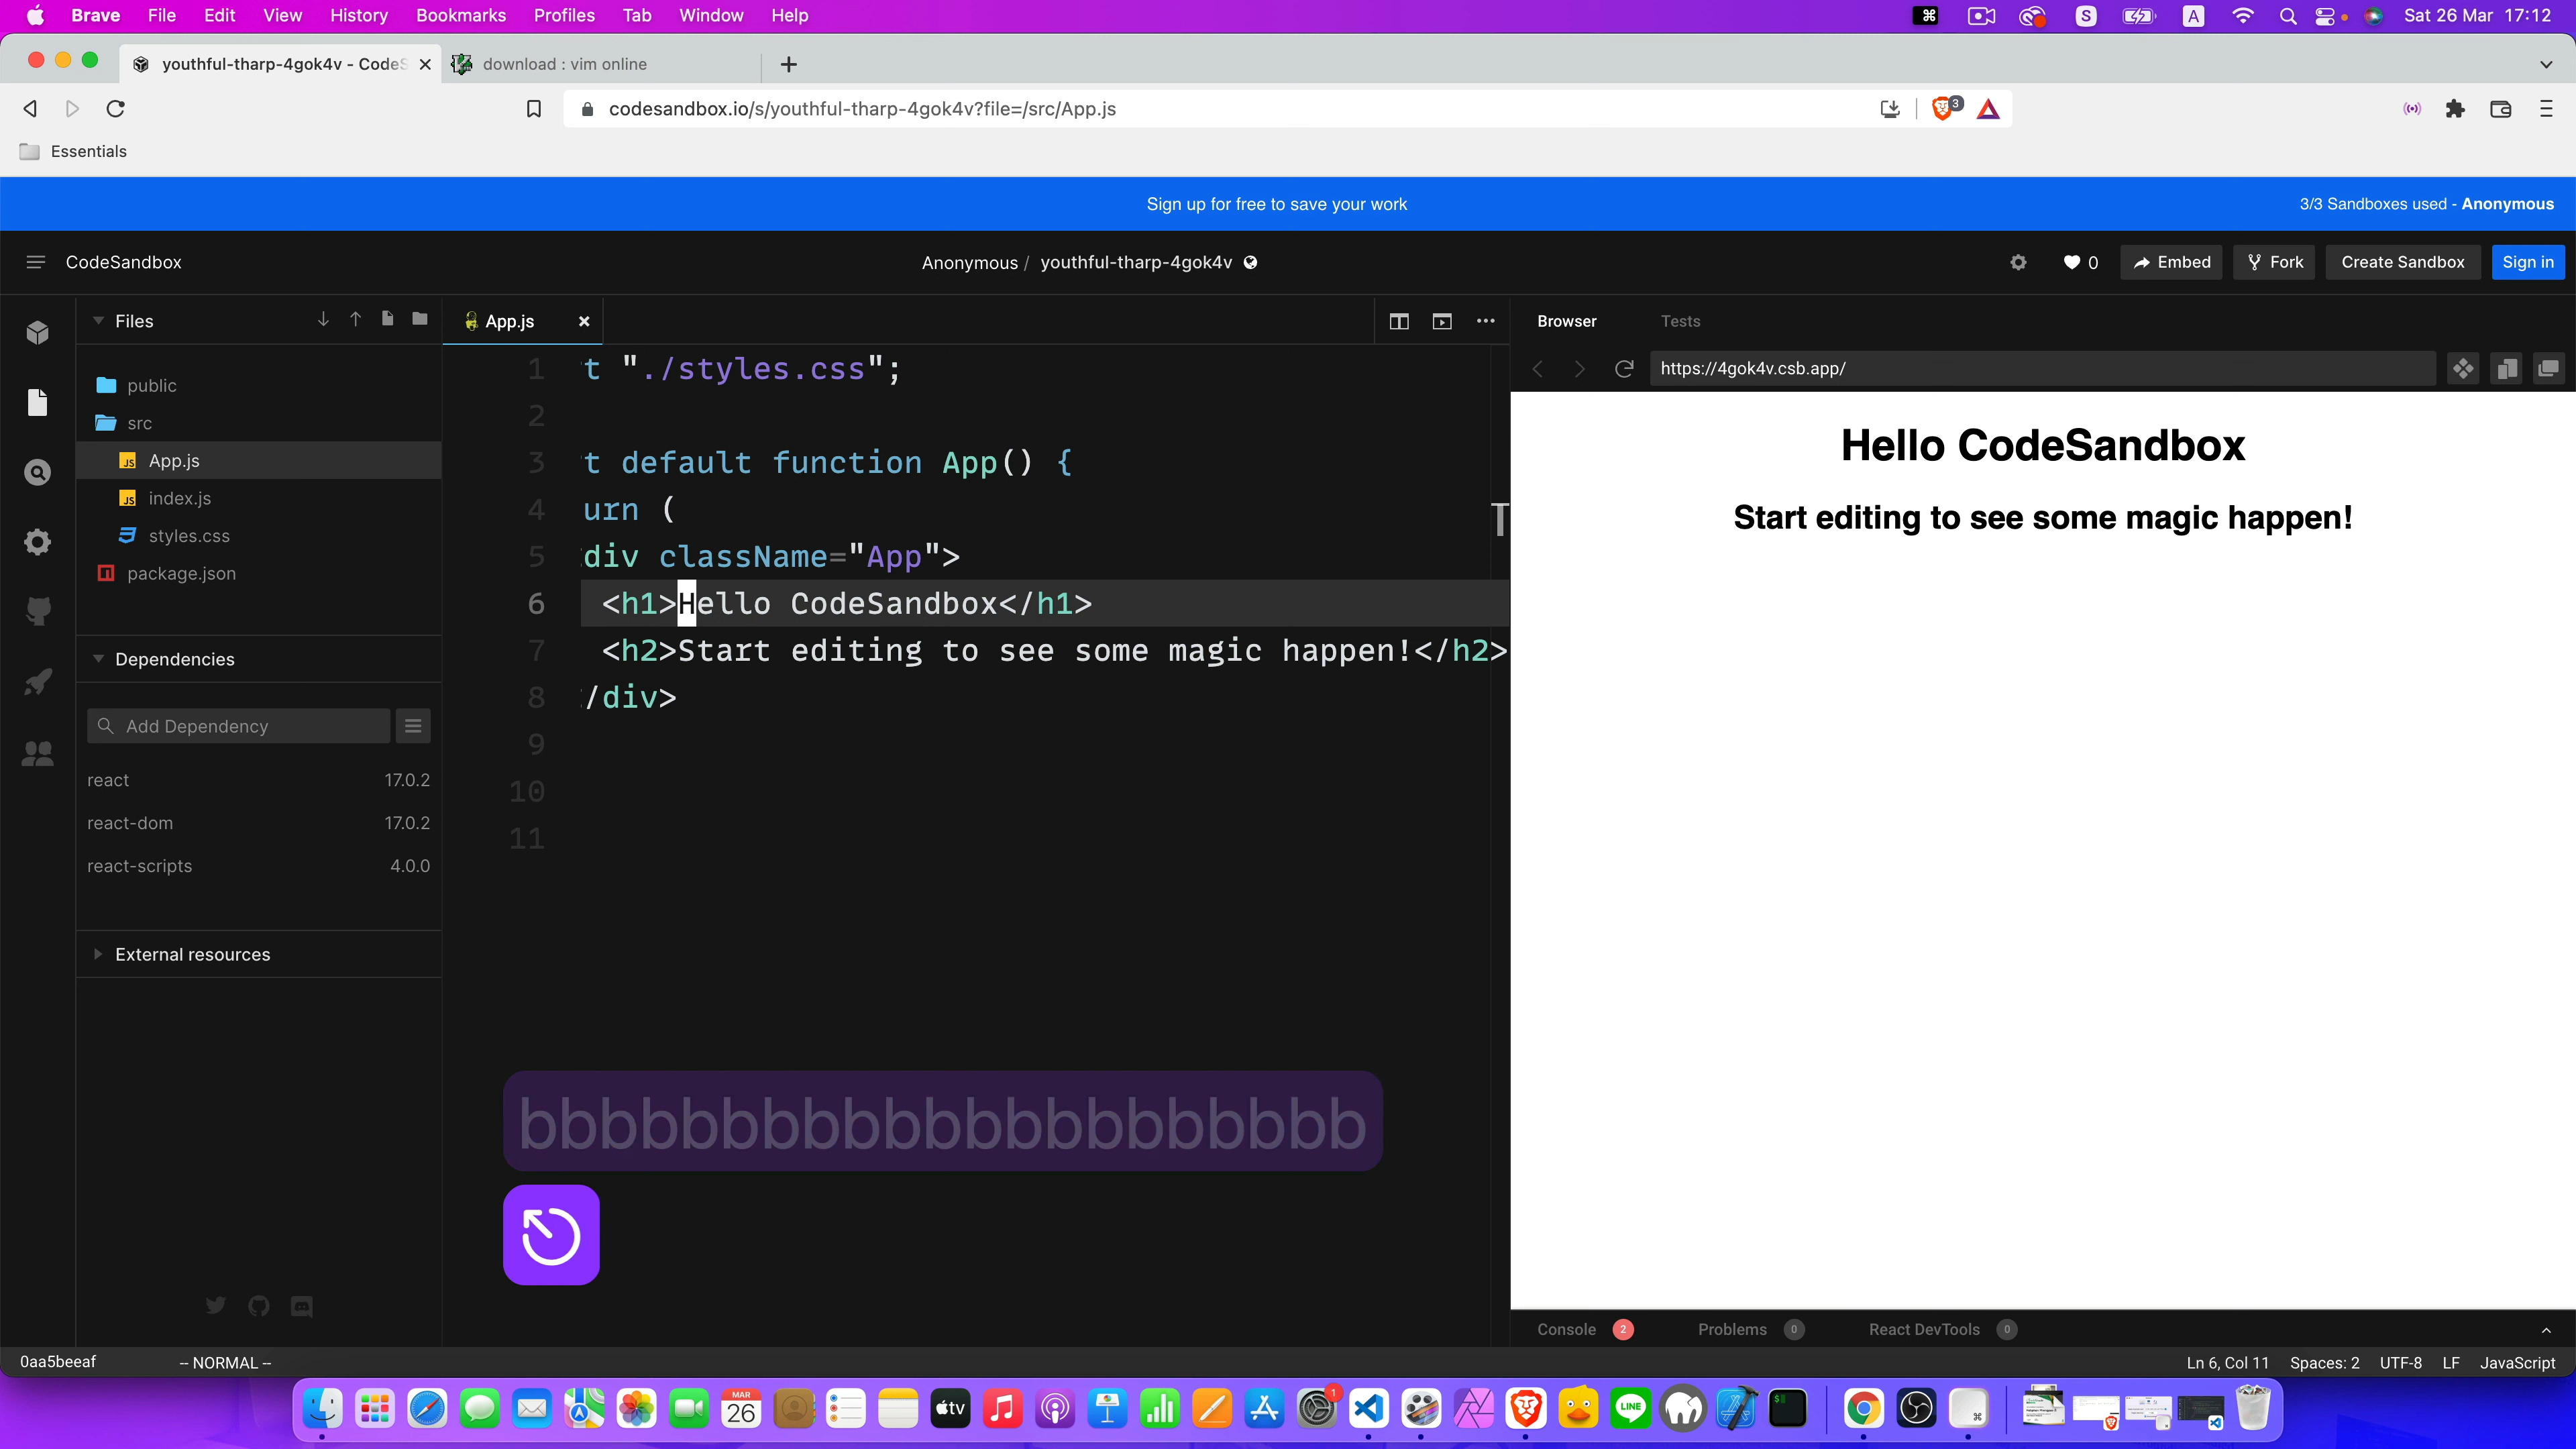 Brave File Edit View History Bookmarks Profiles Tab Window Help
Sat 26 Mar 17:12
youthful-tharp-4gok4v - CodeS
download : vim online
codesandbox.io/s/youthful-tharp-4gok4v?file=/src/App.js
3
Essentials
Sign up for free to save your work
3/3 Sandboxes used - Anonymous
CodeSandbox
Anonymous / youthful-tharp-4gok4v
0
Embed
Fork
Create Sandbox
Sign in
Files
public
src
JS App.js
JS index.js
styles.css
package.json
Dependencies
Add Dependency
react 17.0.2
react-dom 17.0.2
react-scripts 4.0.0
External resources
App.js
1 t "./styles.css";
2
3 t default function App() {
4 urn (
5 div className="App">
6 <h1>Hello CodeSandbox</h1>
7 <h2>Start editing to see some magic happen!</h2>
8 /div>
9
10
11
bbbbbbbbbbbbbbbbbbbbb
Browser Tests
https://4gok4v.csb.app/
Hello CodeSandbox
Start editing to see some magic happen!
Console 2 Problems 0 React DevTools 0
0aa5beeaf
-- NORMAL --
Ln 6, Col 11 Spaces: 2 UTF-8 LF JavaScript
MAR
26
tv
1
LINE